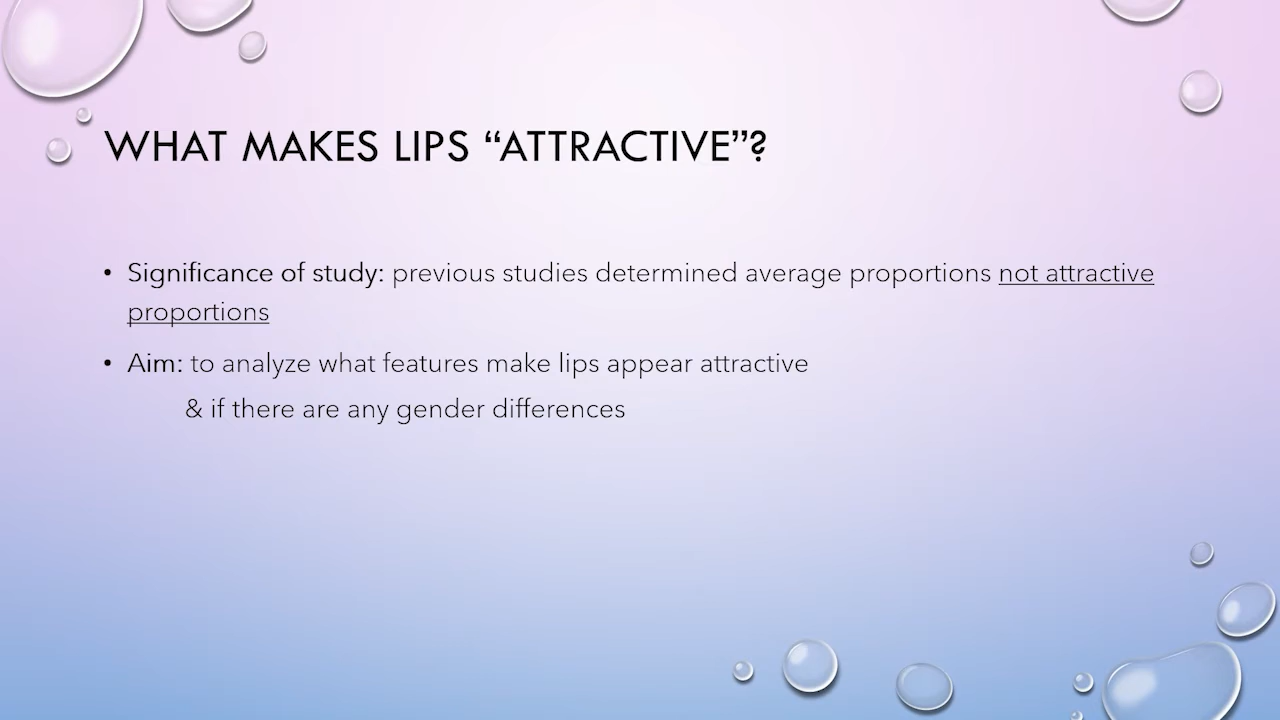 WHAT MAKES LIPS “ATTRACTIVE”?
• Significance of study: previous studies determined average proportions not attractive
proportions
• Aim: to analyze what features make lips appear attractive
& if there are any gender differences